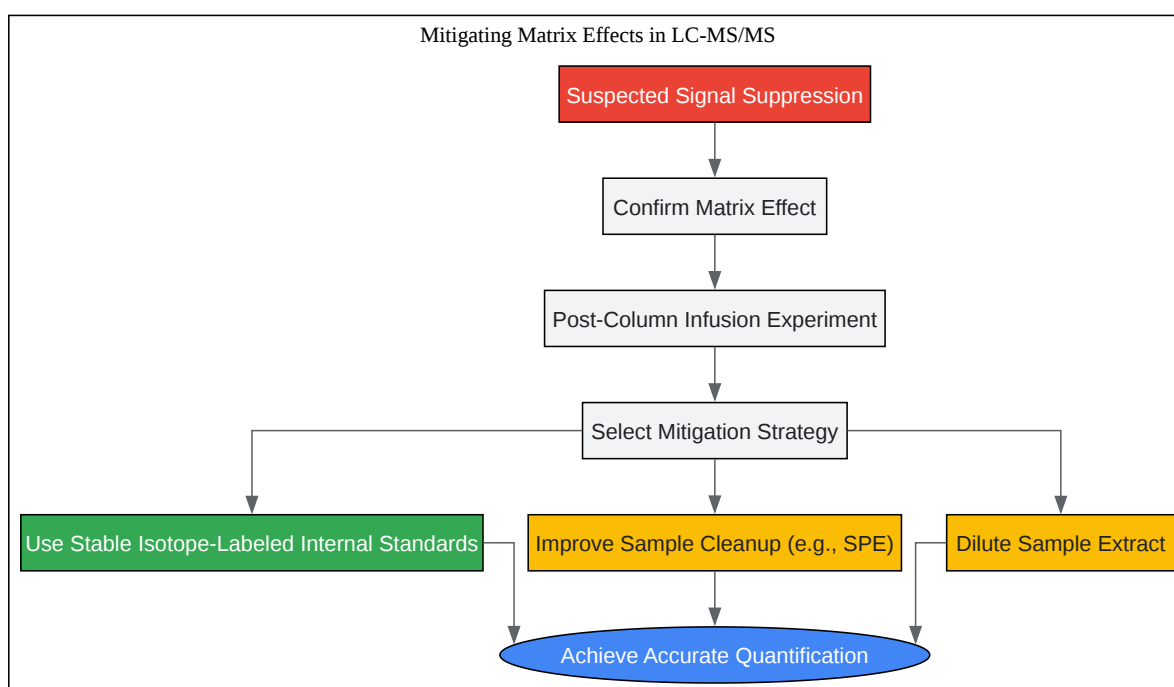 Mitigating Matrix Effects in LC-MS/MS
Suspected Signal Suppression
Confirm Matrix Effect
Post-Column Infusion Experiment
Select Mitigation Strategy
Use Stable Isotope-Labeled Internal Standards
Improve Sample Cleanup (e.g., SPE)
Dilute Sample Extract
Achieve Accurate Quantification